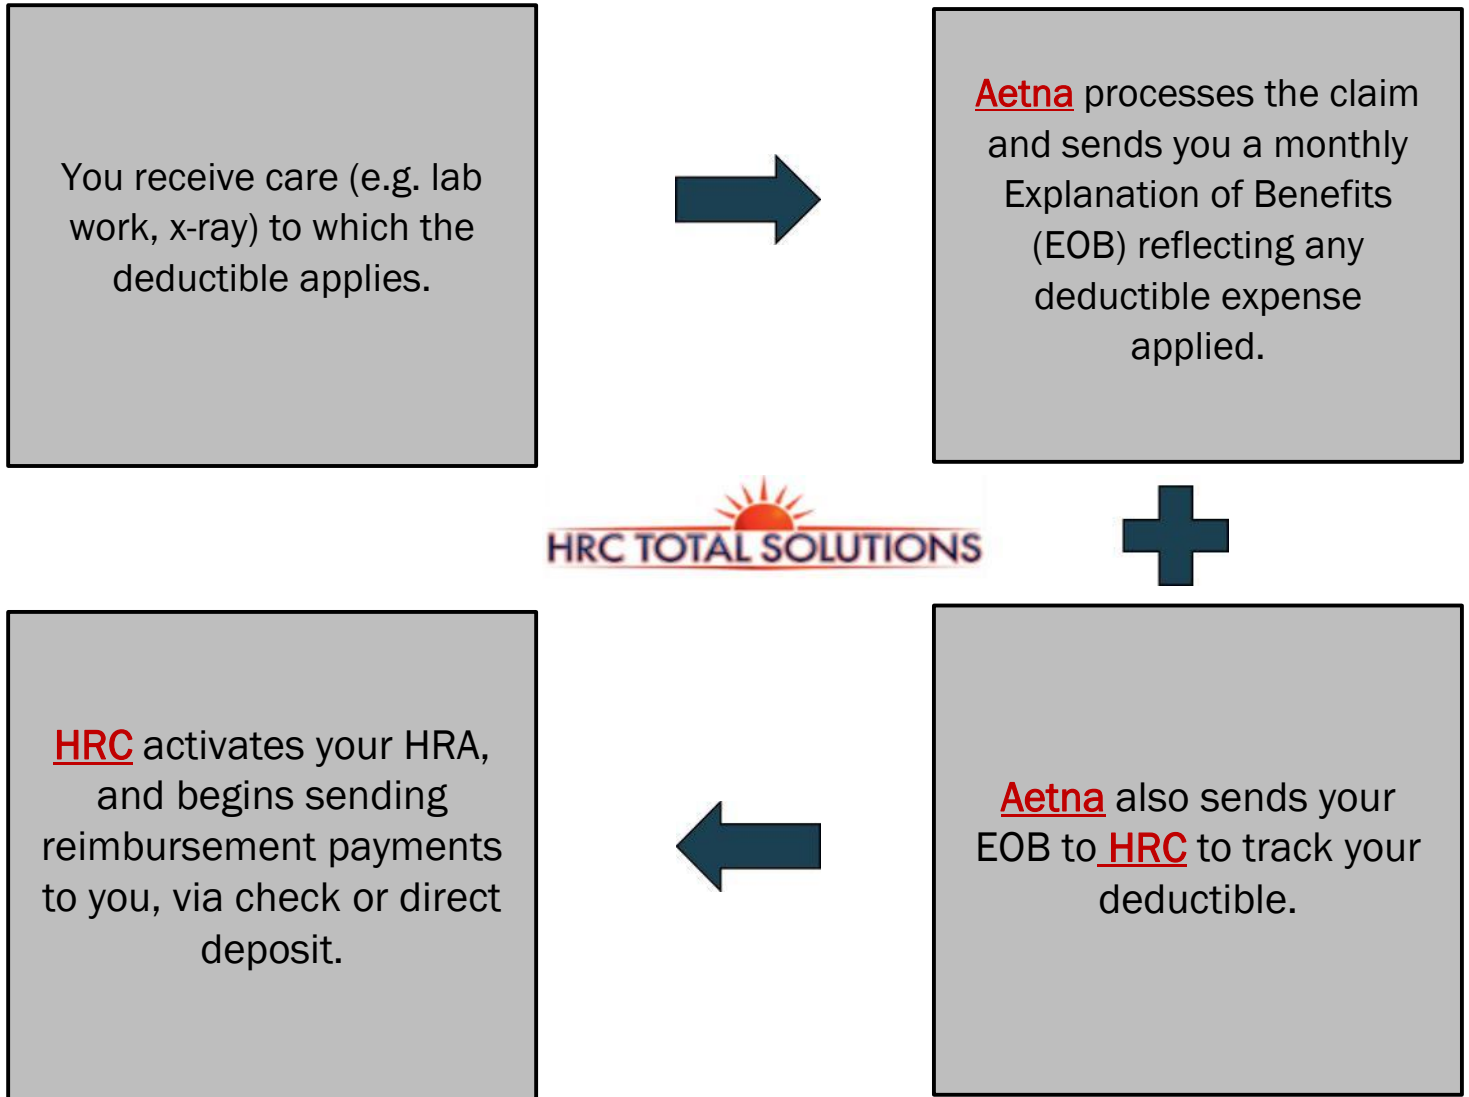 You receive care (e.g. lab
work, x-ray) to which the
deductible applies.
Aetna processes the claim
and sends you a monthly
Explanation of Benefits
(EOB) reflecting any
deductible expense
applied.
HRC TOTAL SOLUTIONS
Aetna also sends your
EOB to HRC to track your
deductible.
HRC activates your HRA,
and begins sending
reimbursement payments
to you, via check or direct
deposit.